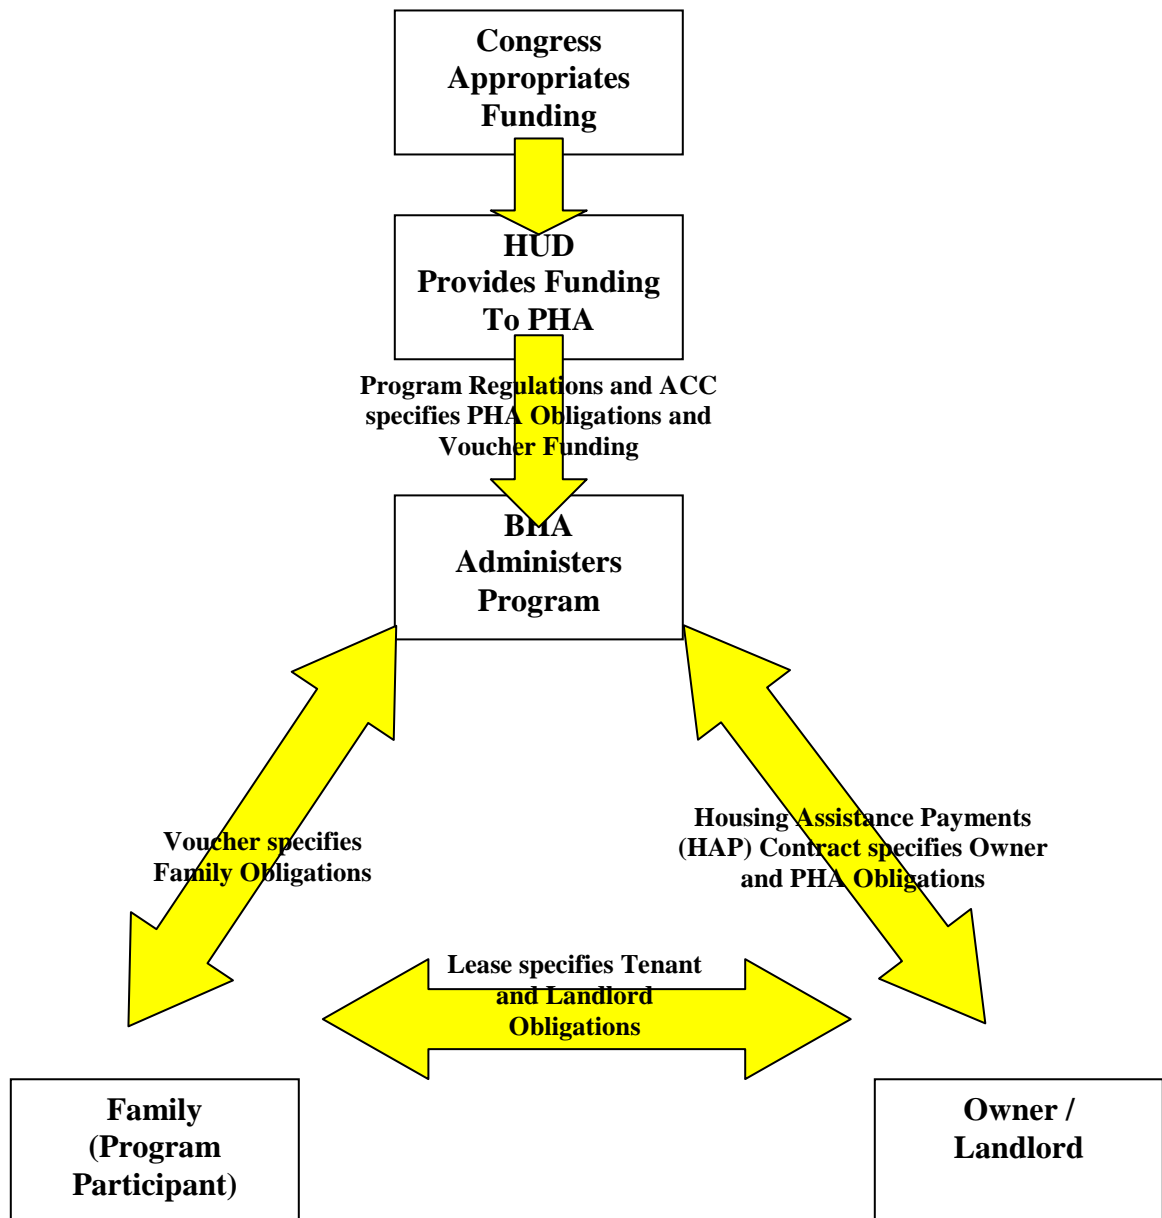 Congress
Appropriates
Funding
HUD
Provides Funding
To PHA
Program Regulations and ACC
specifies PHA Obligations and
Voucher Funding
BHA
Administers
Program
Voucher specifies
Family Obligations
Housing Assistance Payments
(HAP) Contract specifies Owner
and PHA Obligations
Lease specifies Tenant
and Landlord
Obligations
Family
(Program
Participant)
Owner /
Landlord